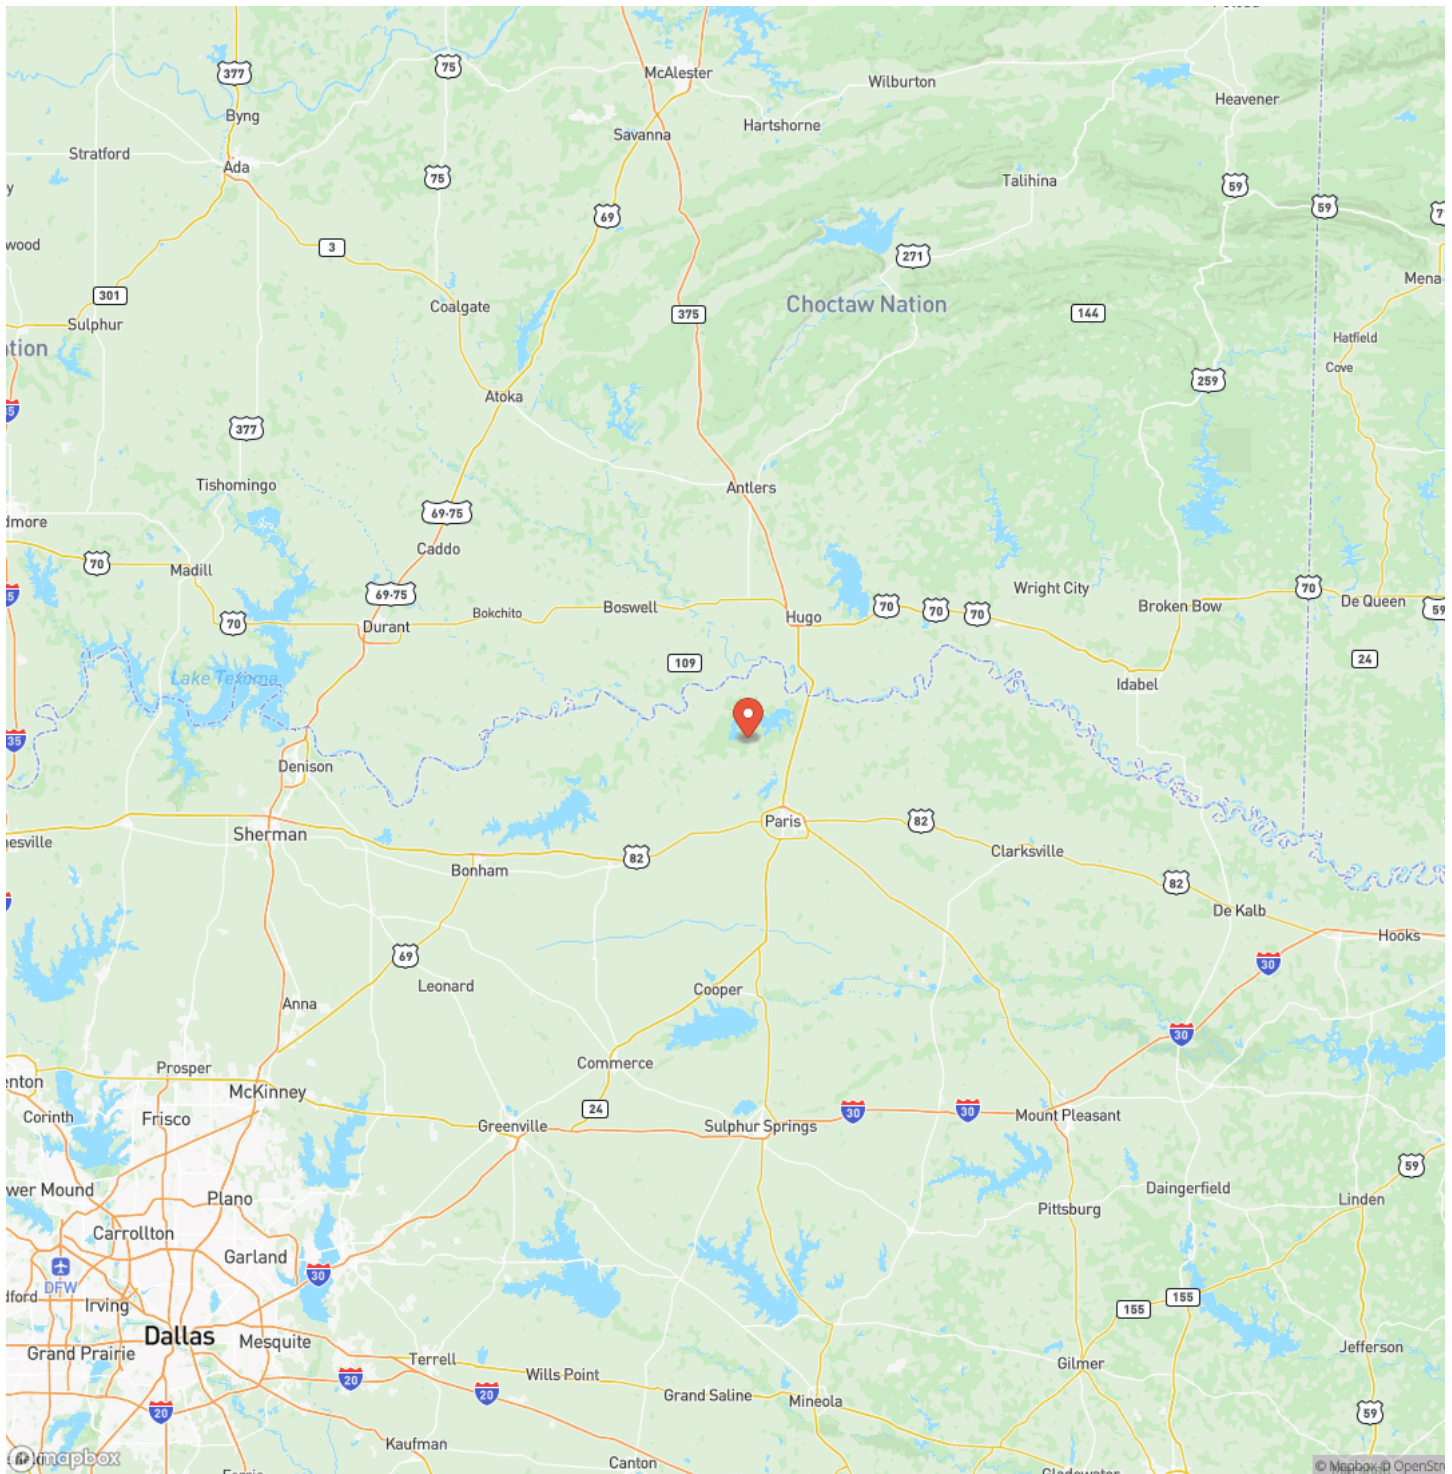 377
75
McAlester
Wilburton
Heavener
Byng
Hartshorne
Savanna
Stratford
Ada
75
Talihina
59
59
69
3
271
301
Coalgate
375
Choctaw Nation
144
Mena
Sulphur
Hatfield
Cove
259
Atoka
377
Tishomingo
Antlers
69-75
Caddo
70
Madill
69-75
Wright City
70
Bokchito
Boswell
Hugo
70
70
70
Broken Bow
De Queen
59
70
Durant
109
24
Lake Texoma
Idabel
35
Denison
Sherman
Paris
82
82
Clarksville
Bonham
82
De Kalb
Hooks
69
30
Leonard
Cooper
Anna
30
Commerce
Prosper
McKinney
Corinth
Frisco
24
30
30
Mount Pleasant
Greenville
Sulphur Springs
59
Plano
Daingerfield
Linden
Carrollton
Pittsburg
Garland
DFW
30
Irving
155
155
Dallas
Mesquite
Grand Prairie
Terrell
Jefferson
Gilmer
20
Wills Point
20
Grand Saline
Mineola
20
59
Kaufman
mapbox
Canton
© Mapbox © OpenStre